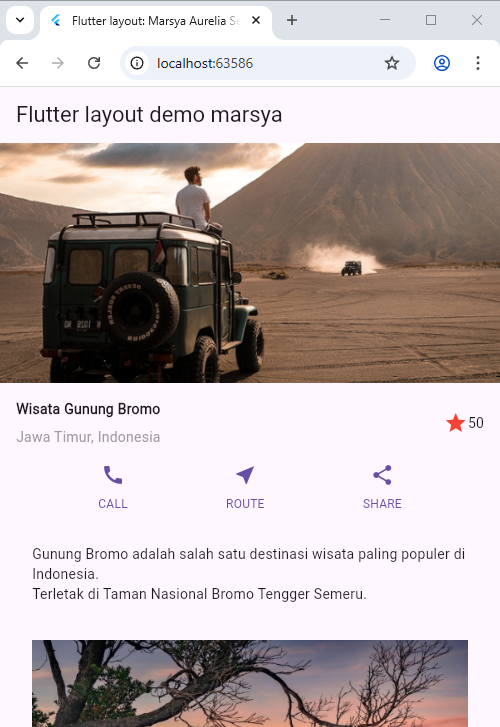 Flutter layout: Marsya Aurelia Se
localhost:63586
Flutter layout demo marsya
Wisata Gunung Bromo
Jawa Timur, Indonesia
50
CALL
ROUTE
SHARE
Gunung Bromo adalah salah satu destinasi wisata paling populer di
Indonesia.
Terletak di Taman Nasional Bromo Tengger Semeru.